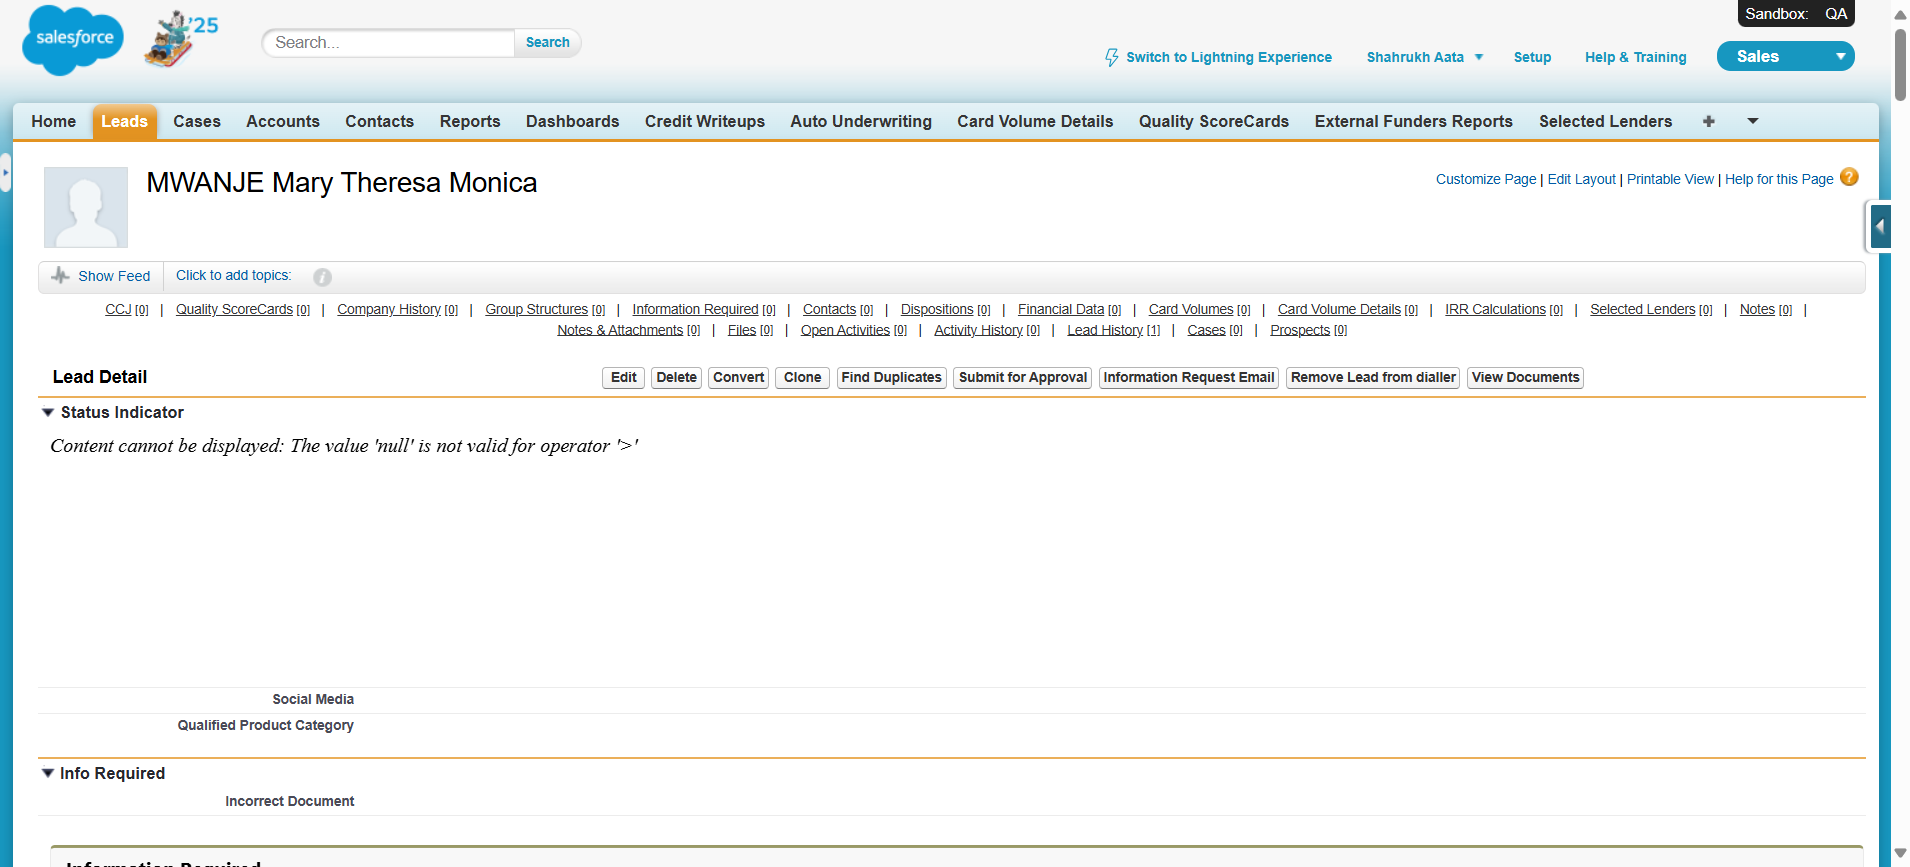 Sandbox: QA
salesforce
'25
Search...
Search
Switch to Lightning Experience
Shahrukh Aata
Setup
Help & Training
Sales
Home Leads Cases Accounts Contacts Reports Dashboards Credit Writeups Auto Underwriting Card Volume Details Quality ScoreCards External Funders Reports Selected Lenders +
MWANJE Mary Theresa Monica
Customize Page | Edit Layout | Printable View | Help for this Page ?
Show Feed
Click to add topics: i
CCJ [0] | Quality ScoreCards [0] | Company History [0] | Group Structures [0] | Information Required [0] | Contacts [0] | Dispositions [0] | Financial Data [0] | Card Volumes [0] | Card Volume Details [0] | IRR Calculations [0] | Selected Lenders [0] | Notes [0] |
Notes & Attachments [0] | Files [0] | Open Activities [0] | Activity History [0] | Lead History [1] | Cases [0] | Prospects [0]
Lead Detail
Edit Delete Convert Clone Find Duplicates Submit for Approval Information Request Email Remove Lead from dialler View Documents
Status Indicator
Content cannot be displayed: The value 'null' is not valid for operator '>'
Social Media
Qualified Product Category
Info Required
Incorrect Document
Information Required